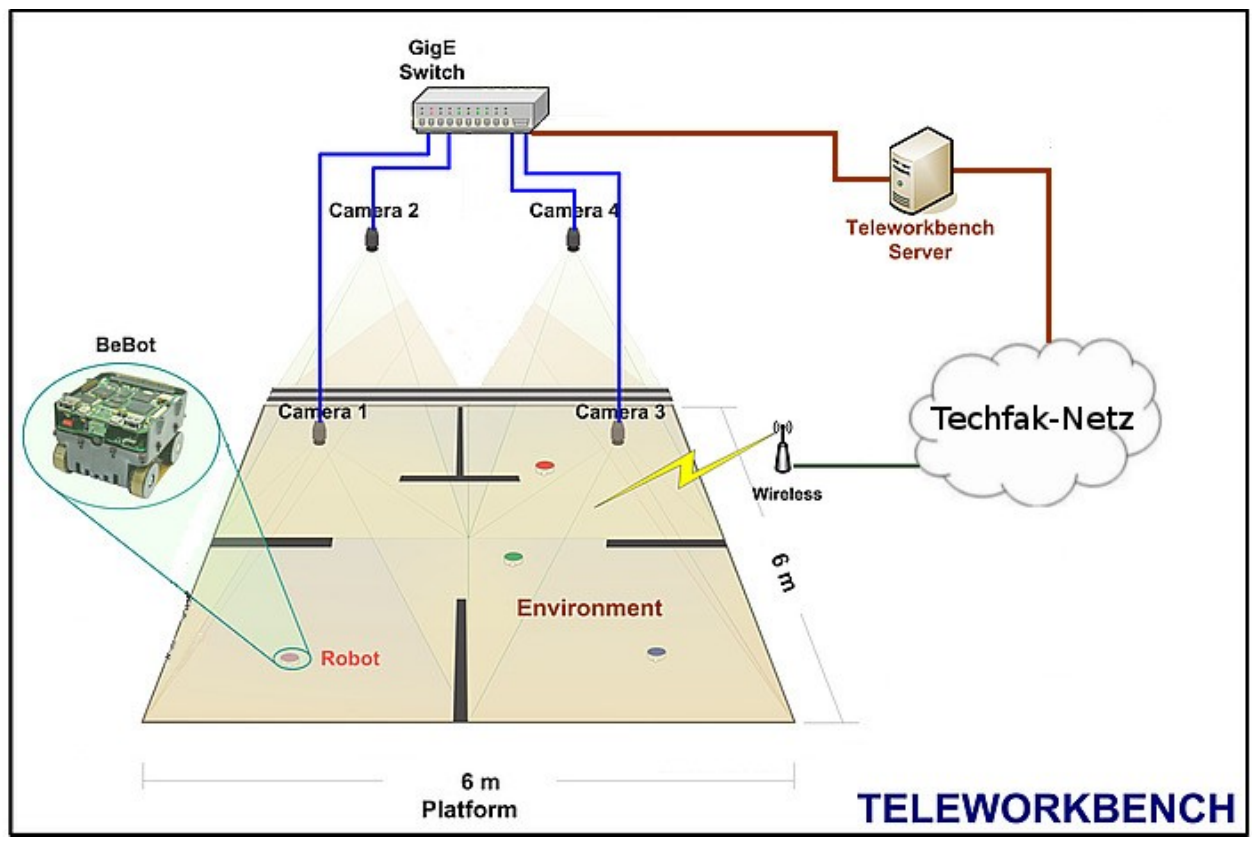 GigE
Switch
Camera 2
Camera 4
Teleworkbench
Server
BeBot
Camera 1
Camera 3
Techfak-Netz
Wireless
6 m
Environment
Robot
6 m
Platform
TELEWORKBENCH